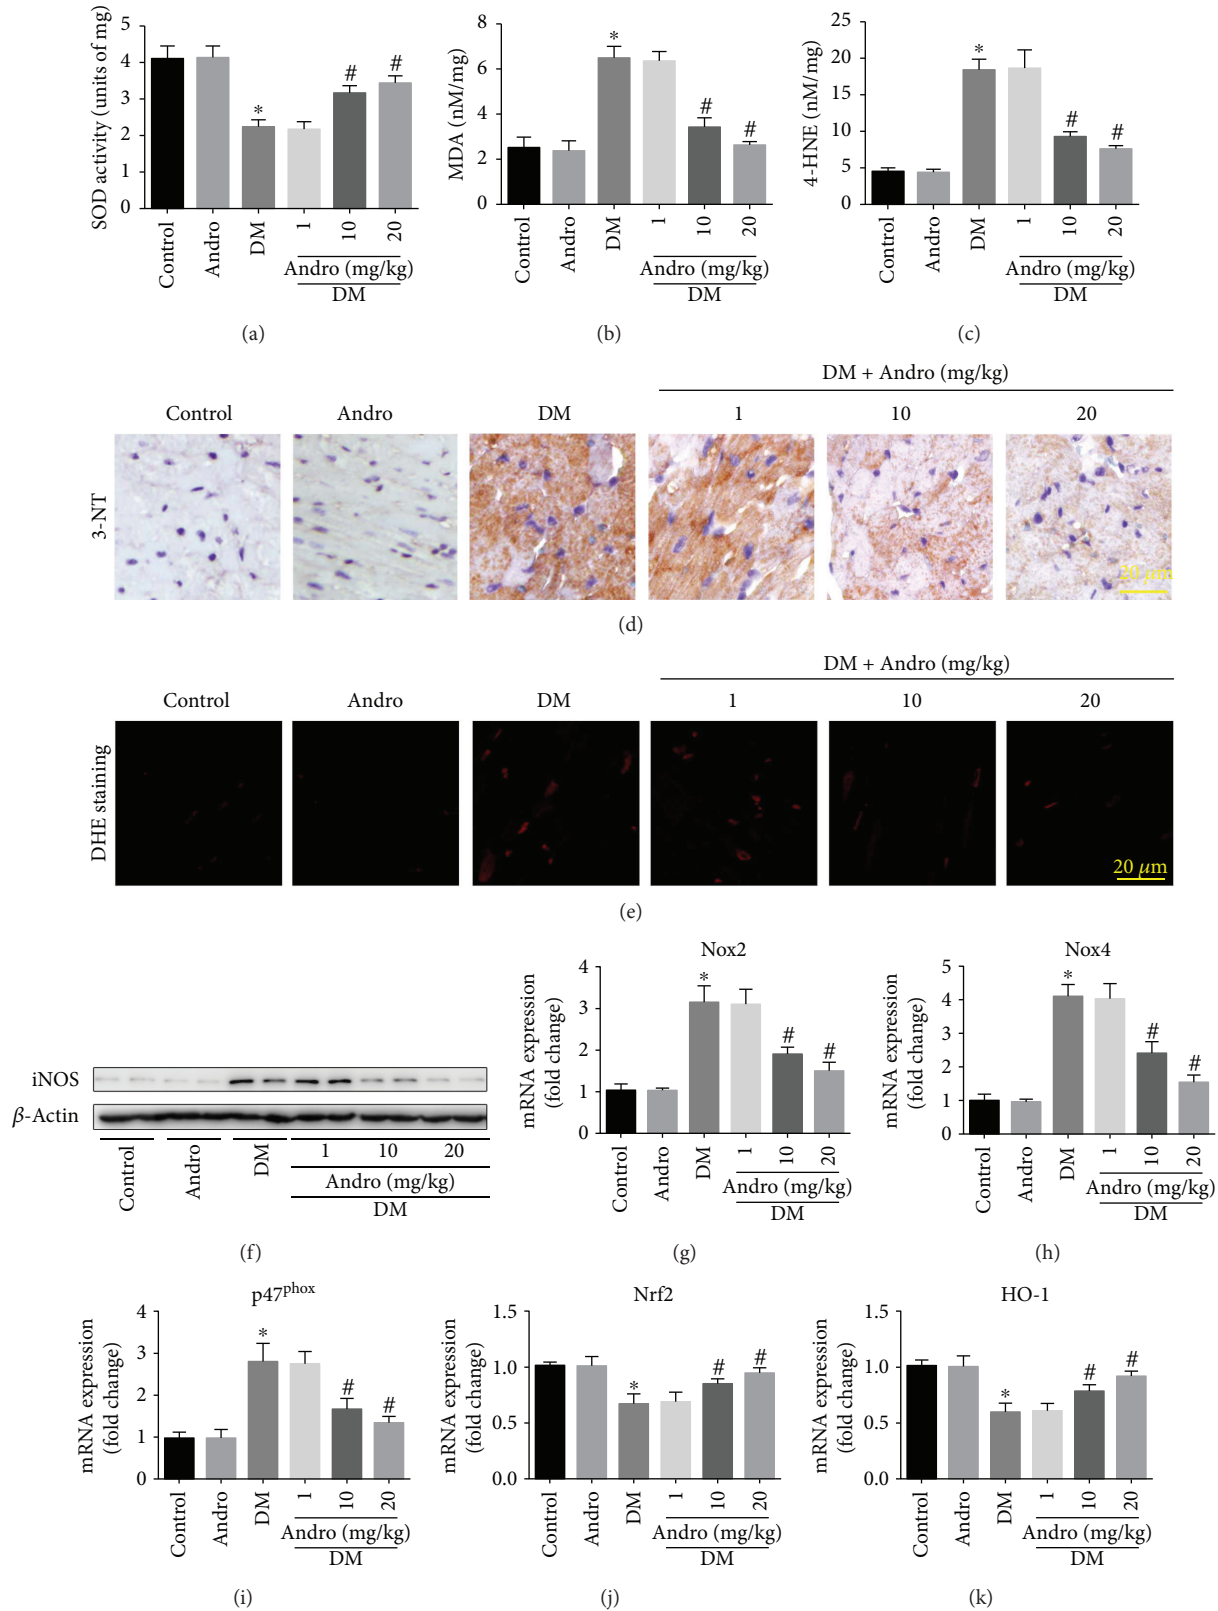 SOD activity (units of mg)
5
4
3
2
1
0
*
#
#
Control
Andro
DM
1
10
20
Andro (mg/kg)
DM
(a)
MDA (nM/mg)
8
6
4
2
0
*
#
#
Control
Andro
DM
1
10
20
Andro (mg/kg)
DM
(b)
4-HNE (nM/mg)
25
20
15
10
5
0
*
#
#
Control
Andro
DM
1
10
20
Andro (mg/kg)
DM
(c)
DM + Andro (mg/kg)
Control Andro DM 1 10 20
3-NT
20 μm
(d)
DM + Andro (mg/kg)
Control Andro DM 1 10 20
DHE staining
20 μm
(e)
iNOS
β-Actin
Control
Andro
DM
1 10 20
Andro (mg/kg)
DM
(f)
Nox2
mRNA expression
(fold change)
4
3
2
1
0
*
#
#
Control
Andro
DM
1
10
20
Andro (mg/kg)
DM
(g)
Nox4
mRNA expression
(fold change)
5
4
3
2
1
0
*
#
#
Control
Andro
DM
1
10
20
Andro (mg/kg)
DM
(h)
p47phox
mRNA expression
(fold change)
4
3
2
1
0
*
#
#
Control
Andro
DM
1
10
20
Andro (mg/kg)
DM
(i)
Nrf2
mRNA expression
(fold change)
1.5
1.0
0.5
0.0
*
#
#
Control
Andro
DM
1
10
20
Andro (mg/kg)
DM
(j)
HO-1
mRNA expression
(fold change)
1.5
1.0
0.5
0.0
*
#
#
Control
Andro
DM
1
10
20
Andro (mg/kg)
DM
(k)